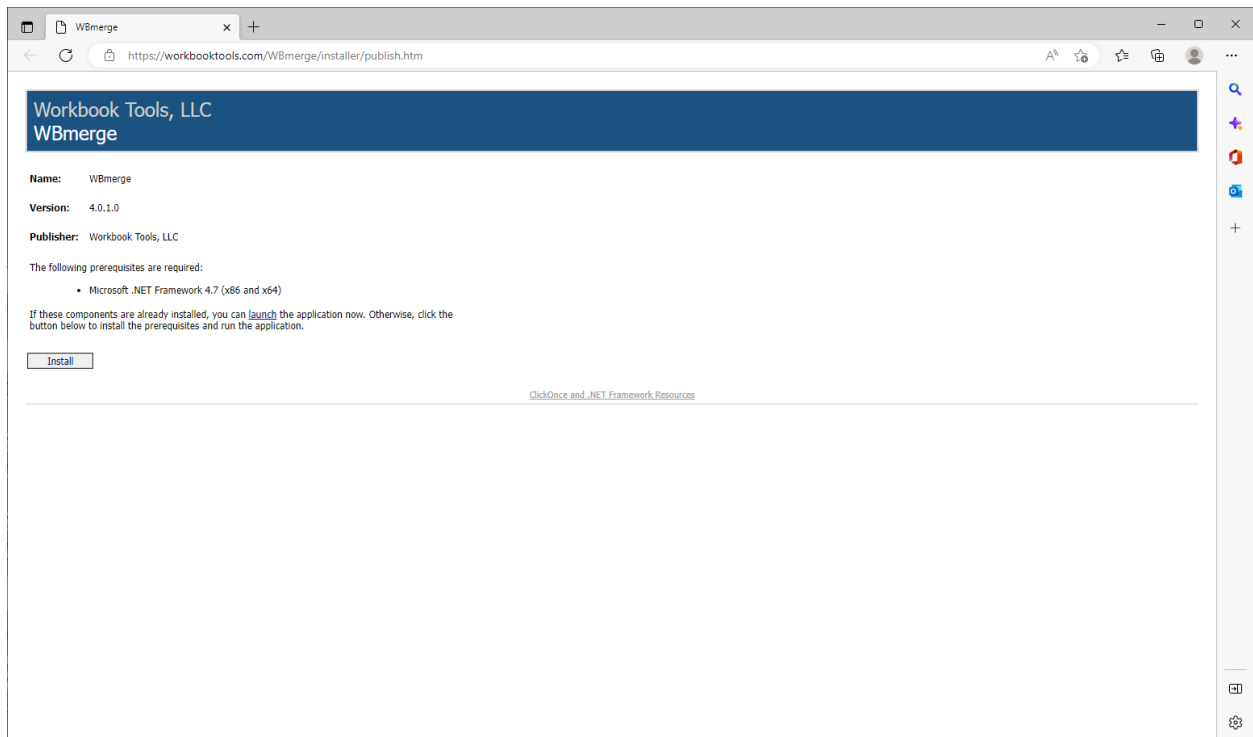 WBmerge
https://workbooktools.com/WBmerge/installer/publish.htm
Workbook Tools, LLC
WBmerge
Name: WBmerge
Version: 4.0.1.0
Publisher: Workbook Tools, LLC
The following prerequisites are required:
• Microsoft .NET Framework 4.7 (x86 and x64)
If these components are already installed, you can launch the application now. Otherwise, click the
button below to install the prerequisites and run the application.
Install
ClickOnce and .NET Framework Resources